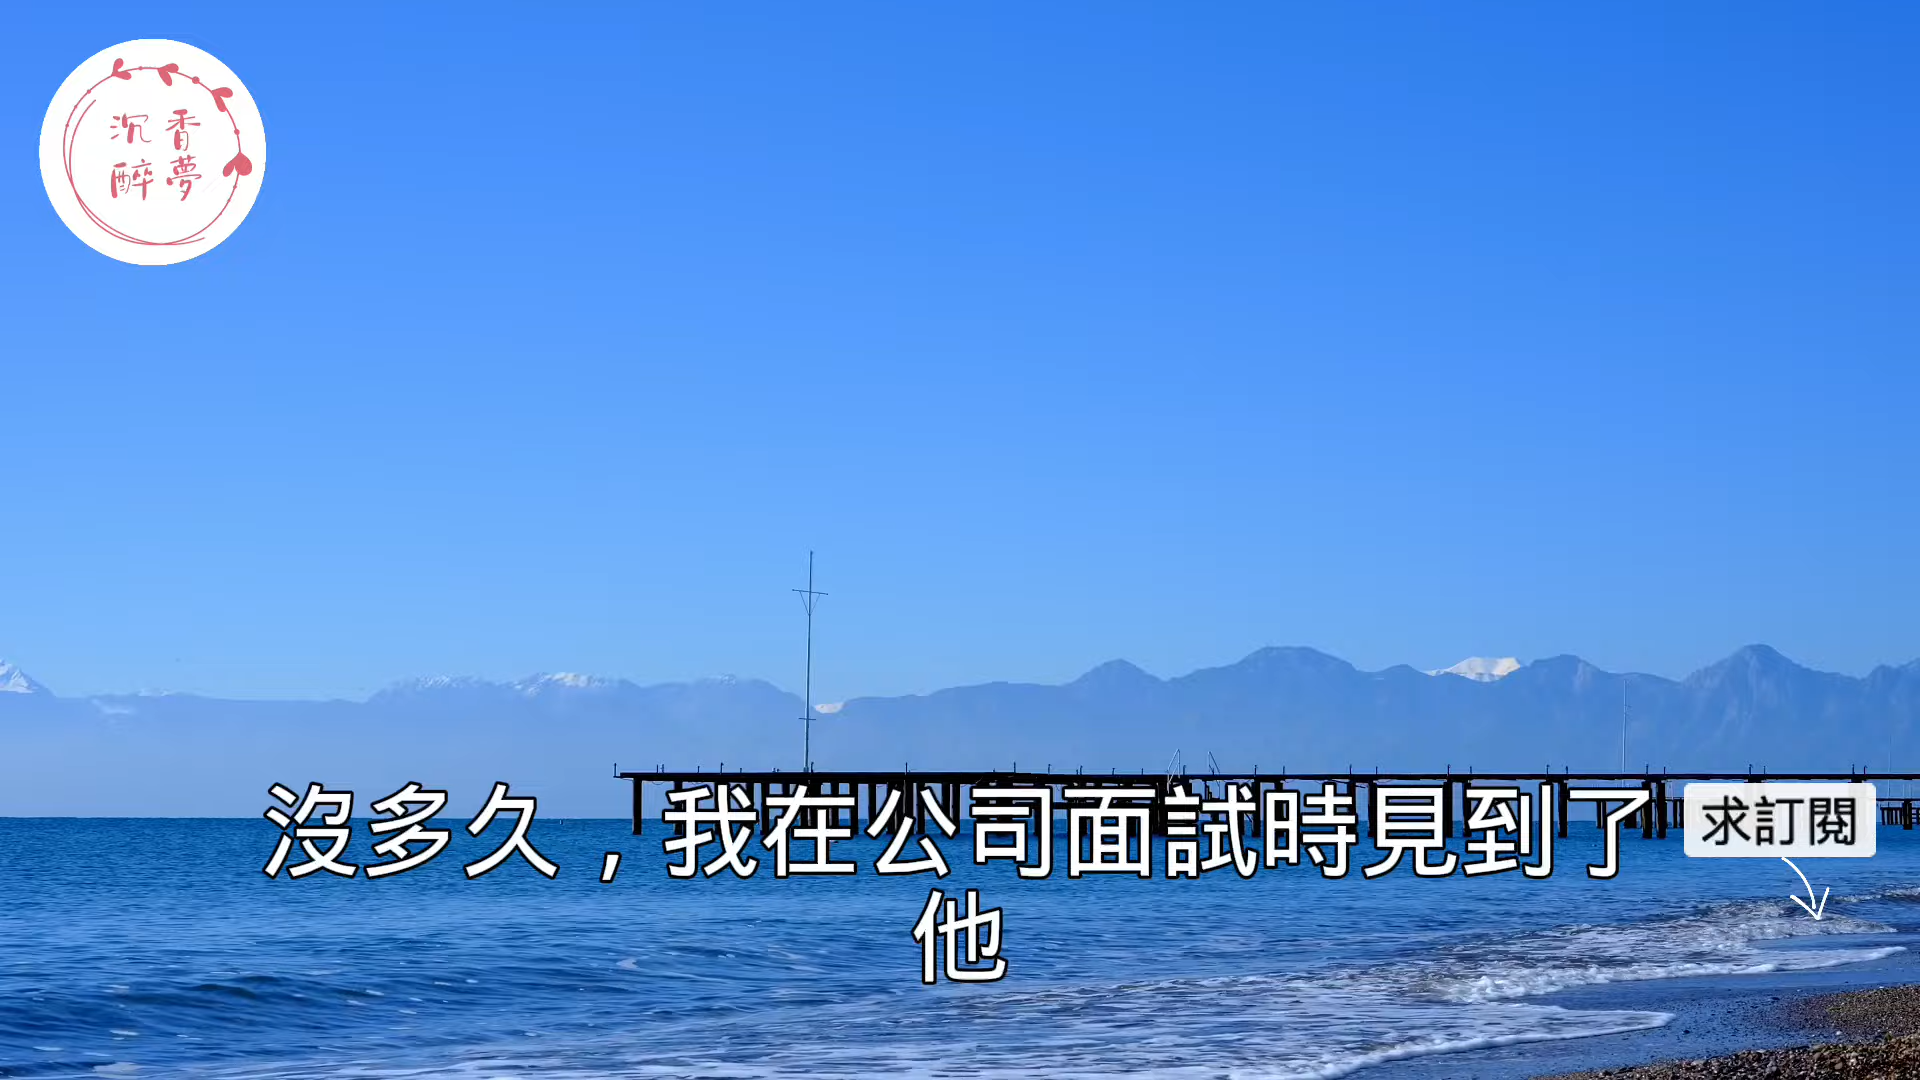 沉香
醉夢
沒多久，我在公司面試時見到了
他
求訂閱